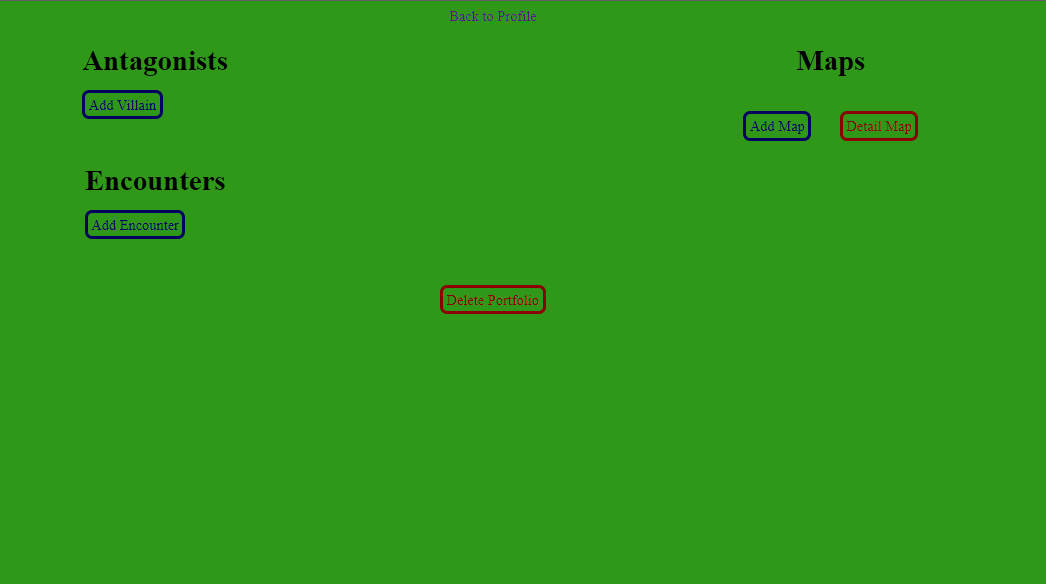 Back to Profile
Antagonists
Add Villain
Encounters
Add Encounter
Maps
Add Map
Detail Map
Delete Portfolio